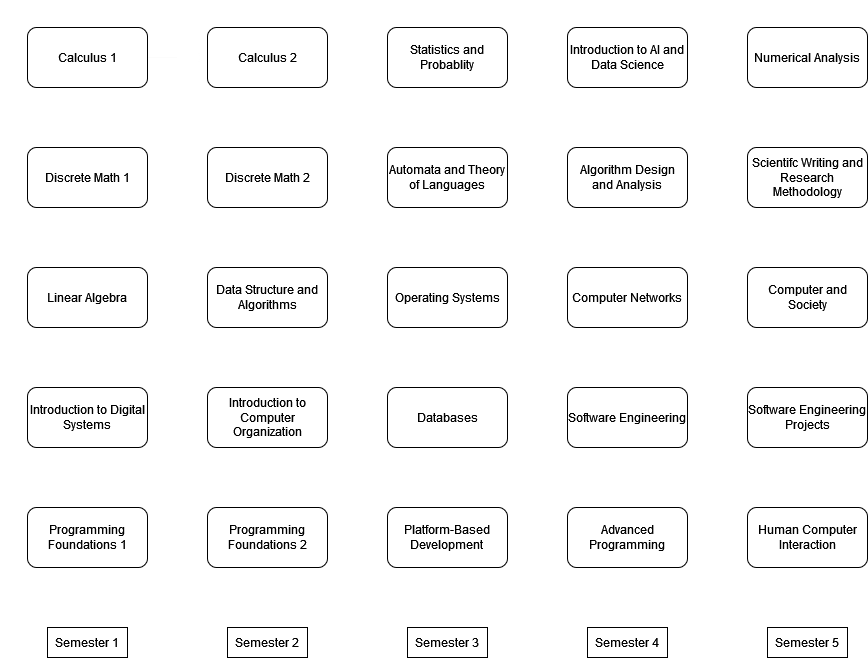 Calculus 1
Calculus 2
Statistics and
Probablity
Introduction to AI and
Data Science
Numerical Analysis
Discrete Math 1
Discrete Math 2
Automata and Theory
of Languages
Algorithm Design
and Analysis
Scientifc Writing and
Research
Methodology
Linear Algebra
Data Structure and
Algorithms
Operating Systems
Computer Networks
Computer and
Society
Introduction to Digital
Systems
Introduction to
Computer
Organization
Databases
Software Engineering
Software Engineering
Projects
Programming
Foundations 1
Programming
Foundations 2
Platform-Based
Development
Advanced
Programming
Human Computer
Interaction
Semester 1
Semester 2
Semester 3
Semester 4
Semester 5